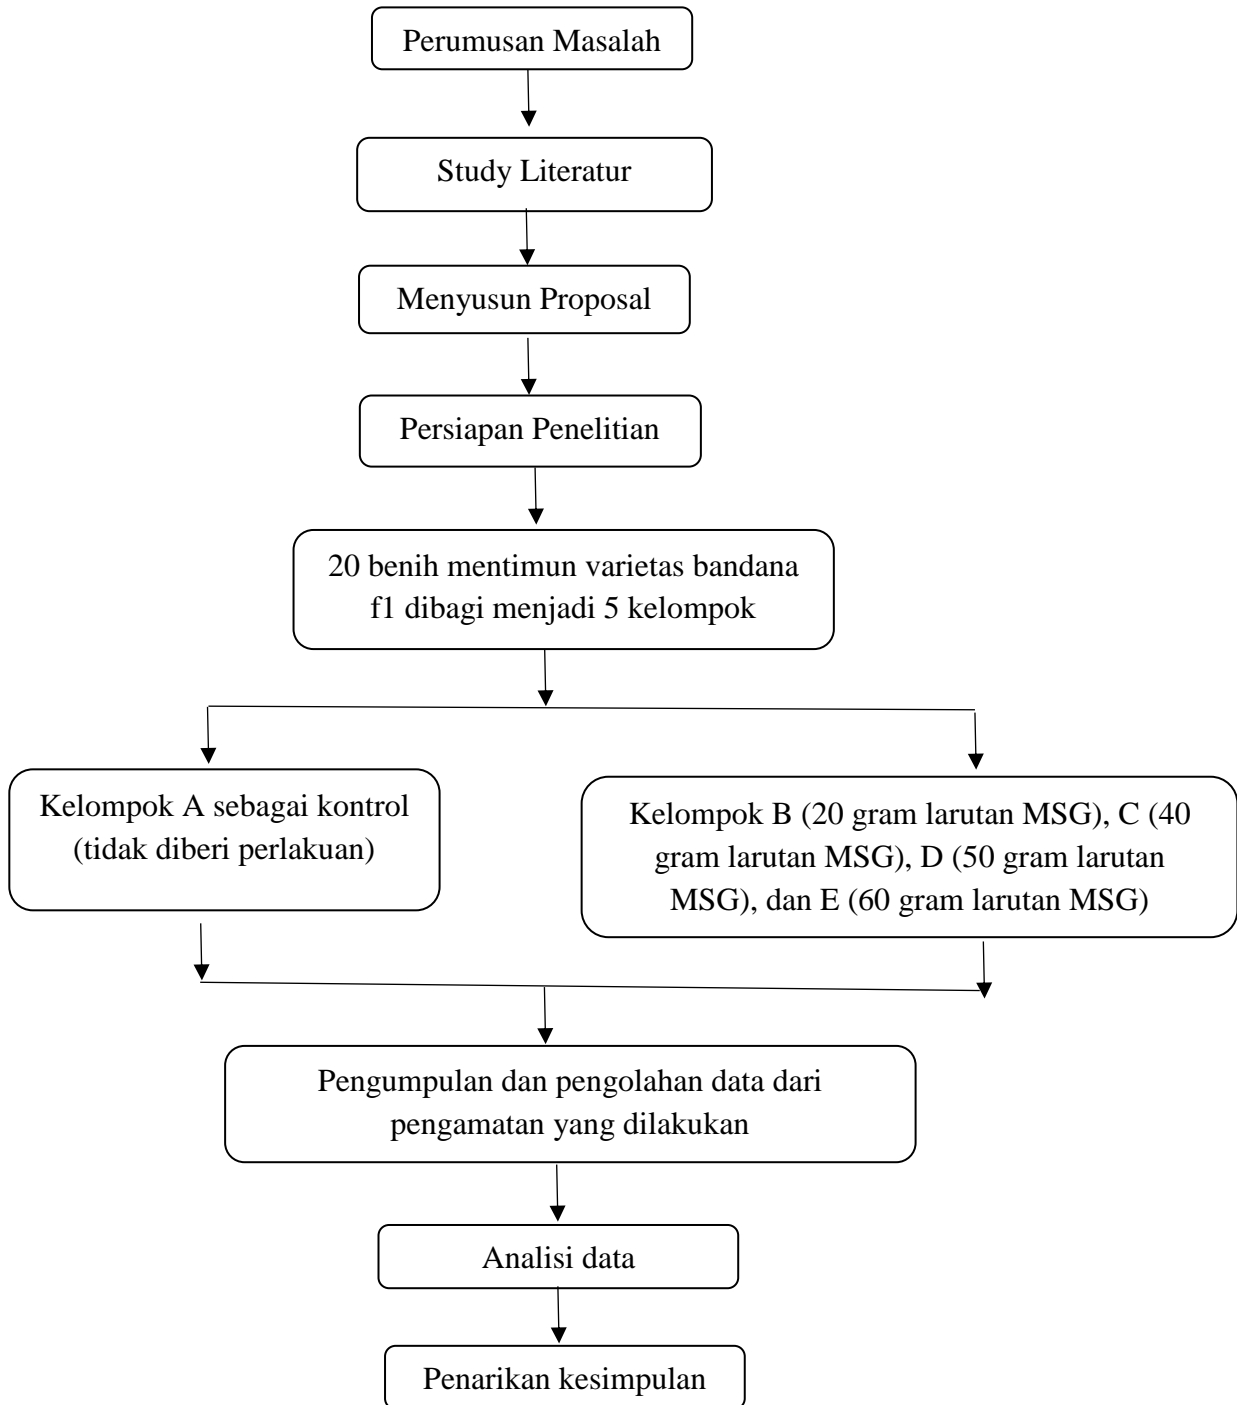 Perumusan Masalah
Study Literatur
Menyusun Proposal
Persiapan Penelitian
20 benih mentimun varietas bandana
f1 dibagi menjadi 5 kelompok
Kelompok A sebagai kontrol
(tidak diberi perlakuan)
Kelompok B (20 gram larutan MSG), C (40
gram larutan MSG), D (50 gram larutan
MSG), dan E (60 gram larutan MSG)
Pengumpulan dan pengolahan data dari
pengamatan yang dilakukan
Analisi data
Penarikan kesimpulan